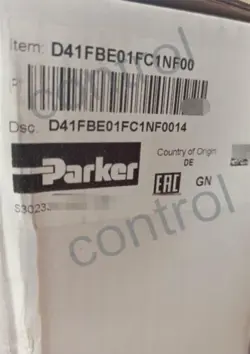 Item: D41FBE01FC1NF00
control
Dsc. D41FBE01FC1NF0014
Parker
Country of Origin
DE
EAC GN
control